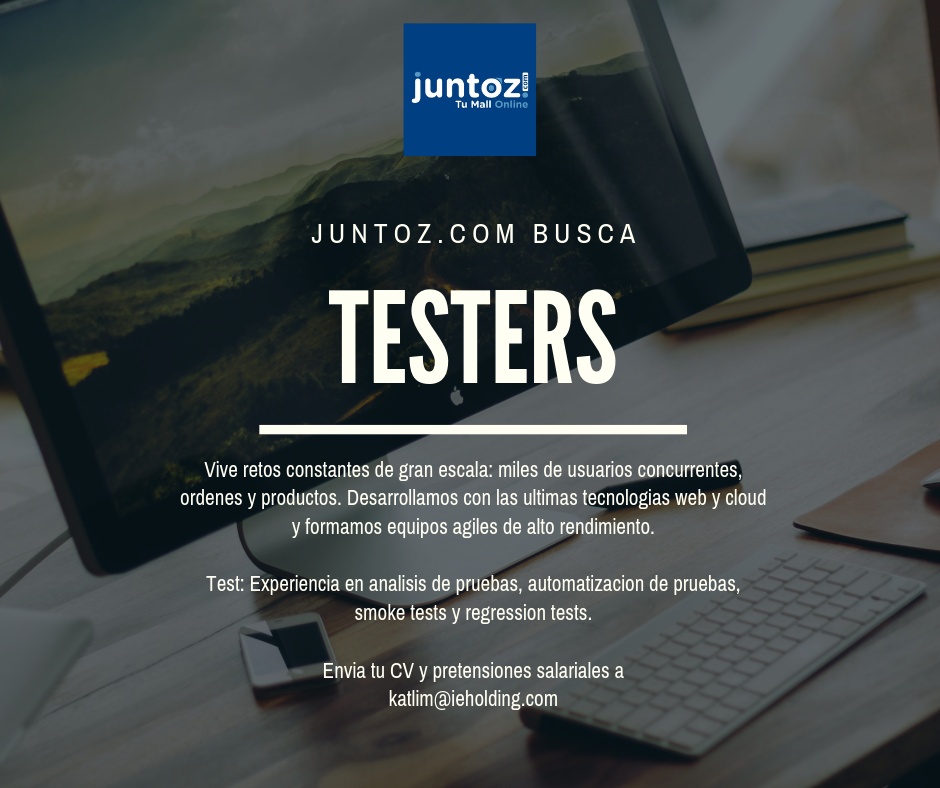 juntoz.com
Tu Mall Online
JUNTOZ.COM BUSCA
TESTERS
Vive retos constantes de gran escala: miles de usuarios concurrentes,
ordenes y productos. Desarrollamos con las ultimas tecnologias web y cloud
y formamos equipos agiles de alto rendimiento.
Test: Experiencia en analisis de pruebas, automatizacion de pruebas,
smoke tests y regression tests.
Envia tu CV y pretensiones salariales a
katlim@ieholding.com